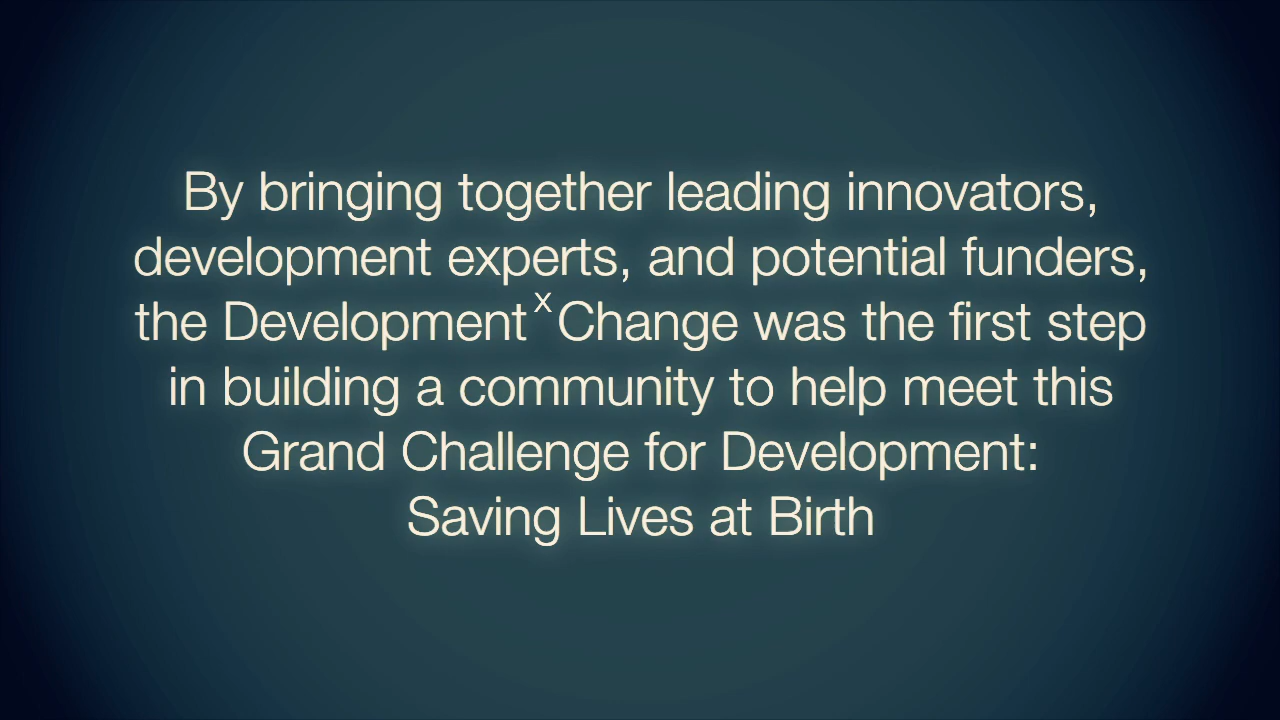 By bringing together leading innovators,
development experts, and potential funders,
the Development xChange was the first step
in building a community to help meet this
Grand Challenge for Development:
Saving Lives at Birth